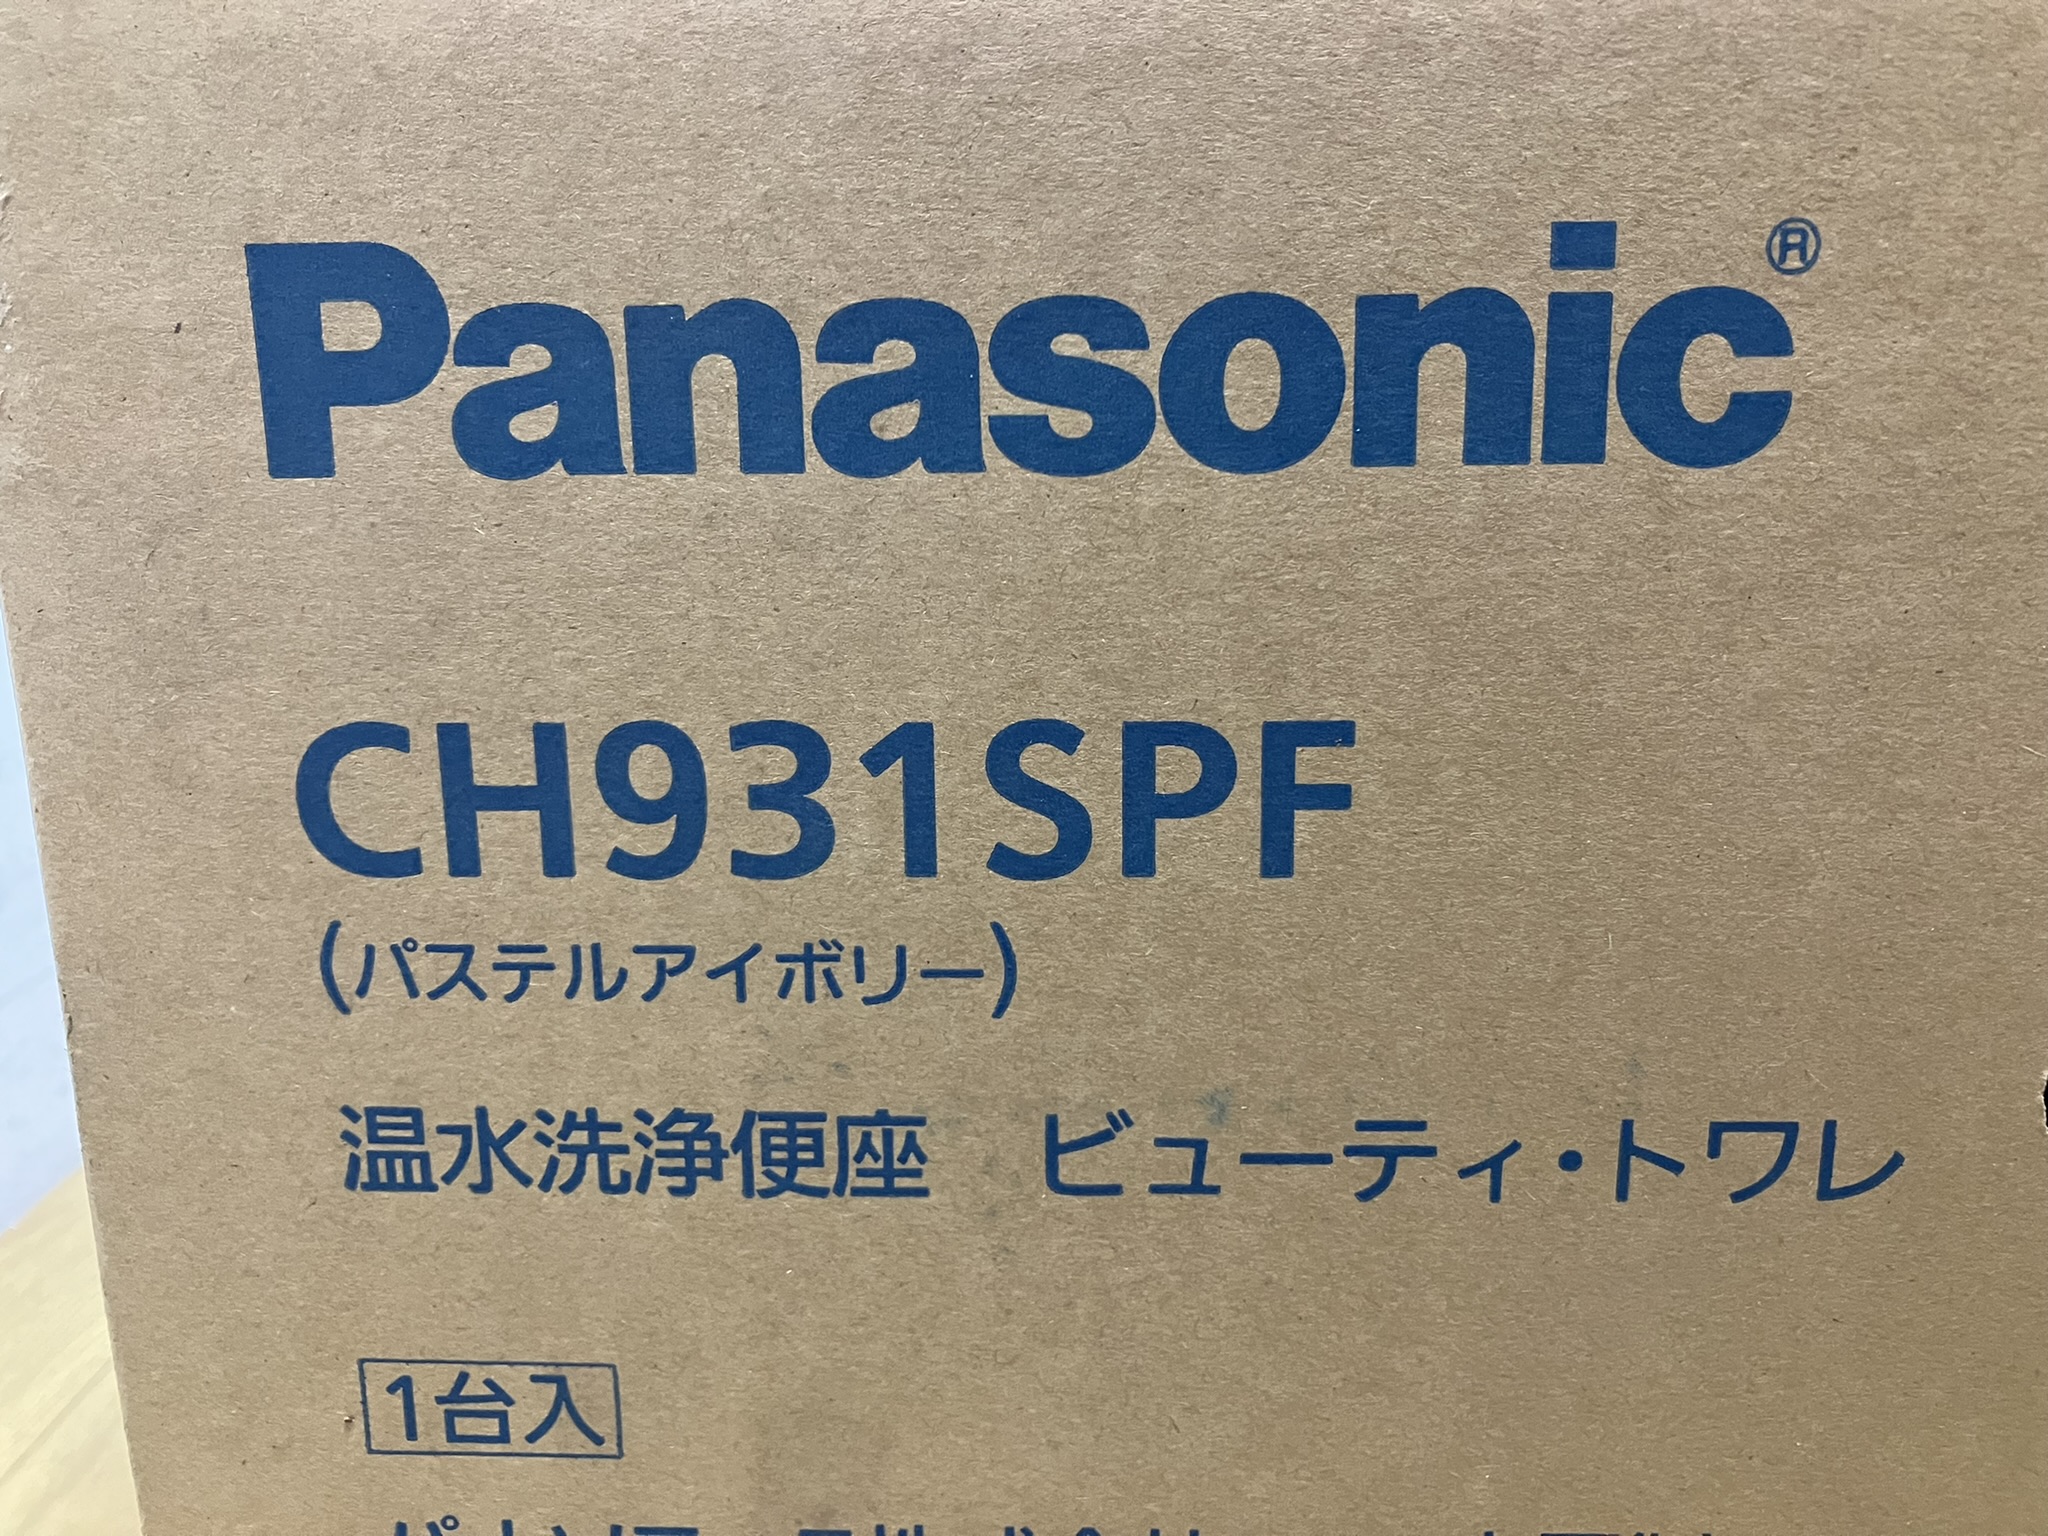 Panasonic®
CH931SPF
(パステルアイボリー)
温水洗浄便座　ビューティ・トワレ
1台入